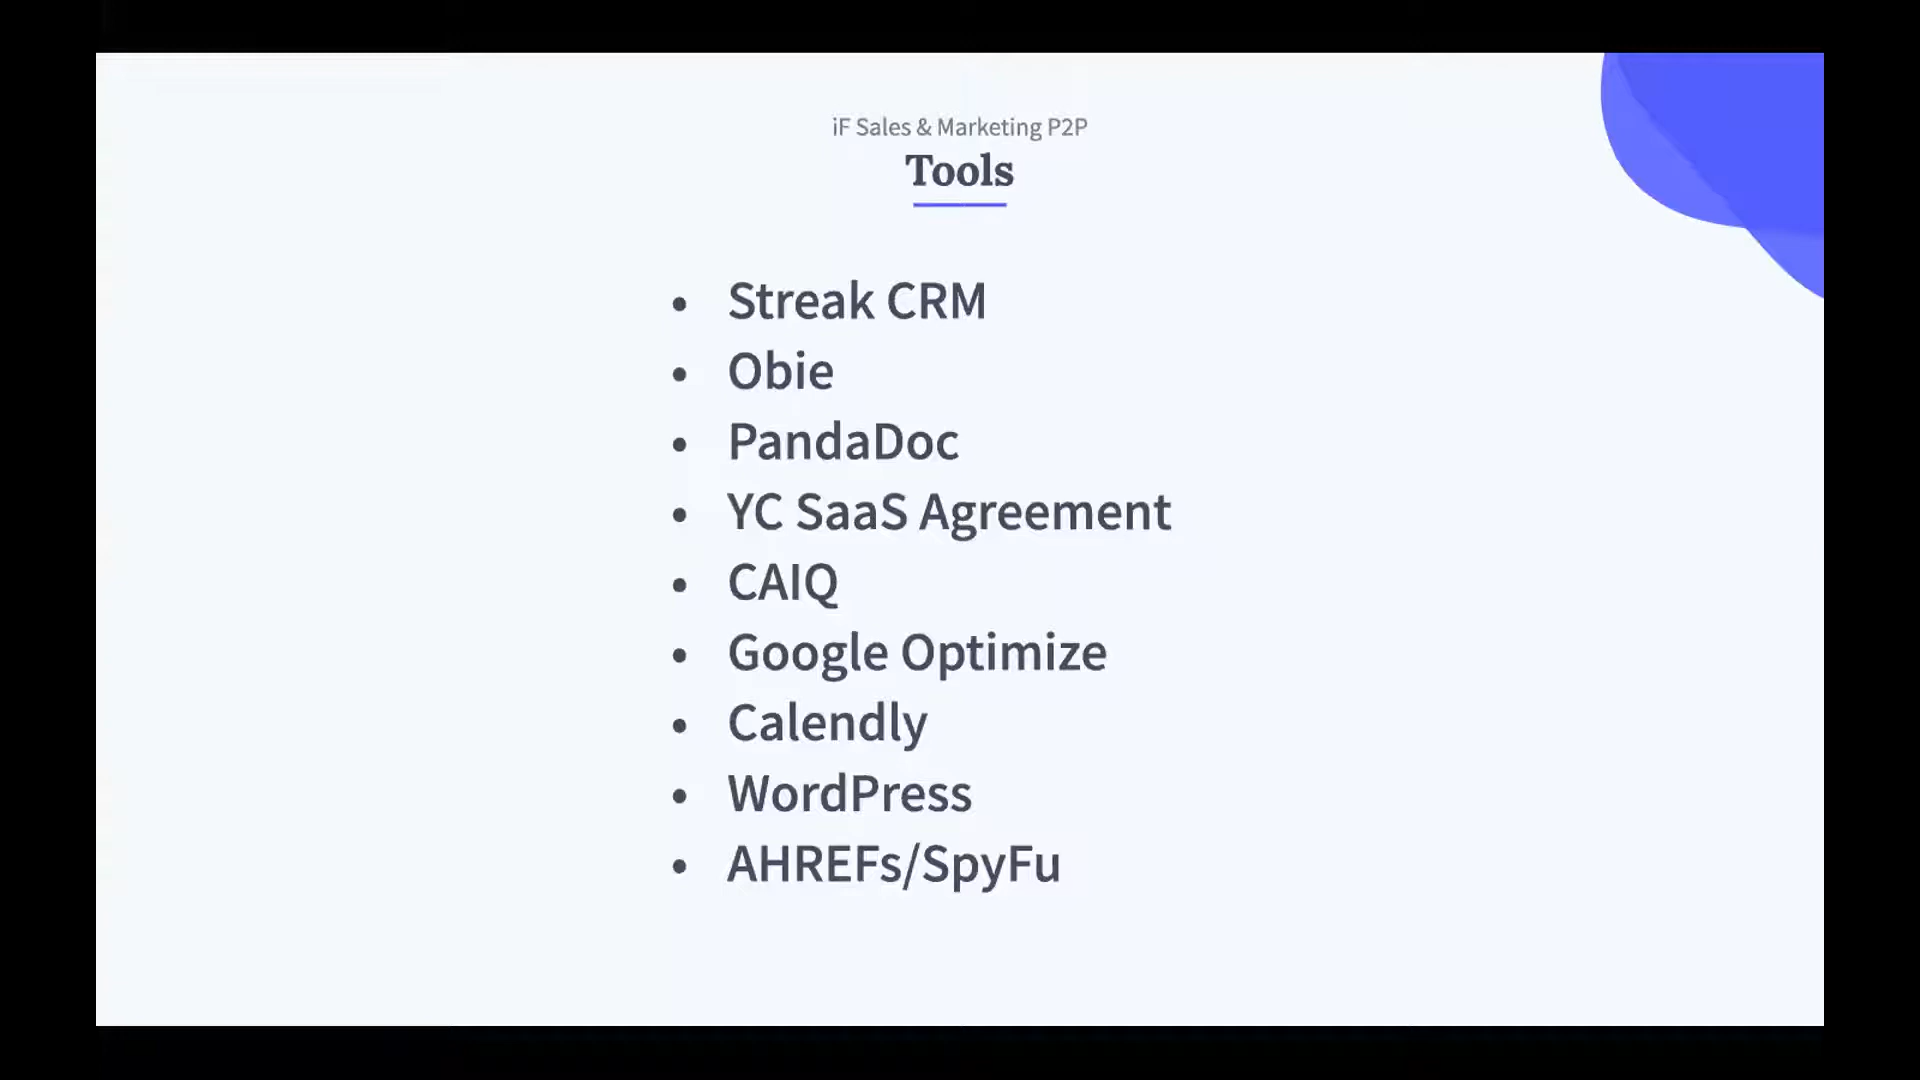 iF Sales & Marketing P2P
Tools
• Streak CRM
• Obie
• PandaDoc
• YC SaaS Agreement
• CAIQ
• Google Optimize
• Calendly
• WordPress
• AHREFs/SpyFu